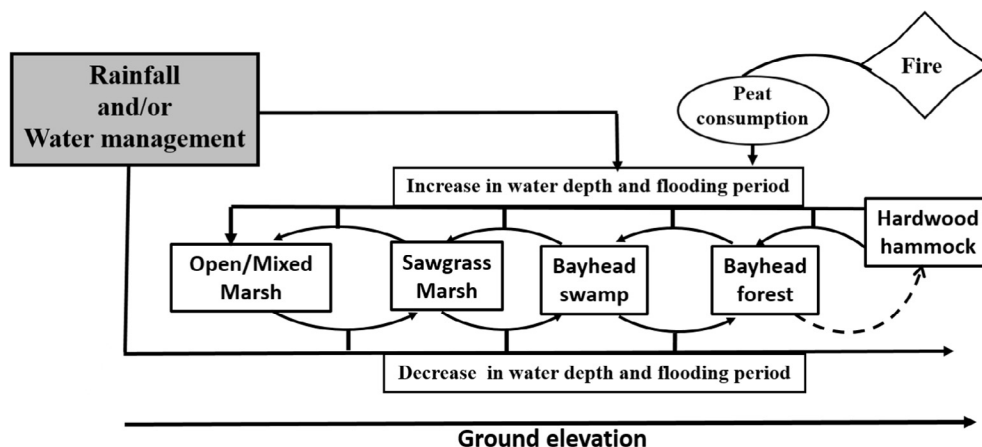 Rainfall
and/or
Water management
Fire
Peat
consumption
Increase in water depth and flooding period
Hardwood
hammock
Open/Mixed
Marsh
Sawgrass
Marsh
Bayhead
swamp
Bayhead
forest
Decrease in water depth and flooding period
Ground elevation